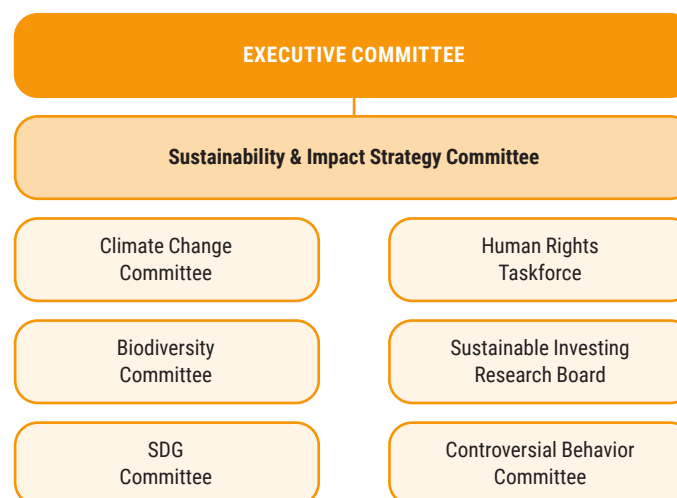 EXECUTIVE COMMITTEE
Sustainability & Impact Strategy Committee
Climate Change
Committee
Human Rights
Taskforce
Biodiversity
Committee
Sustainable Investing
Research Board
SDG
Committee
Controversial Behavior
Committee